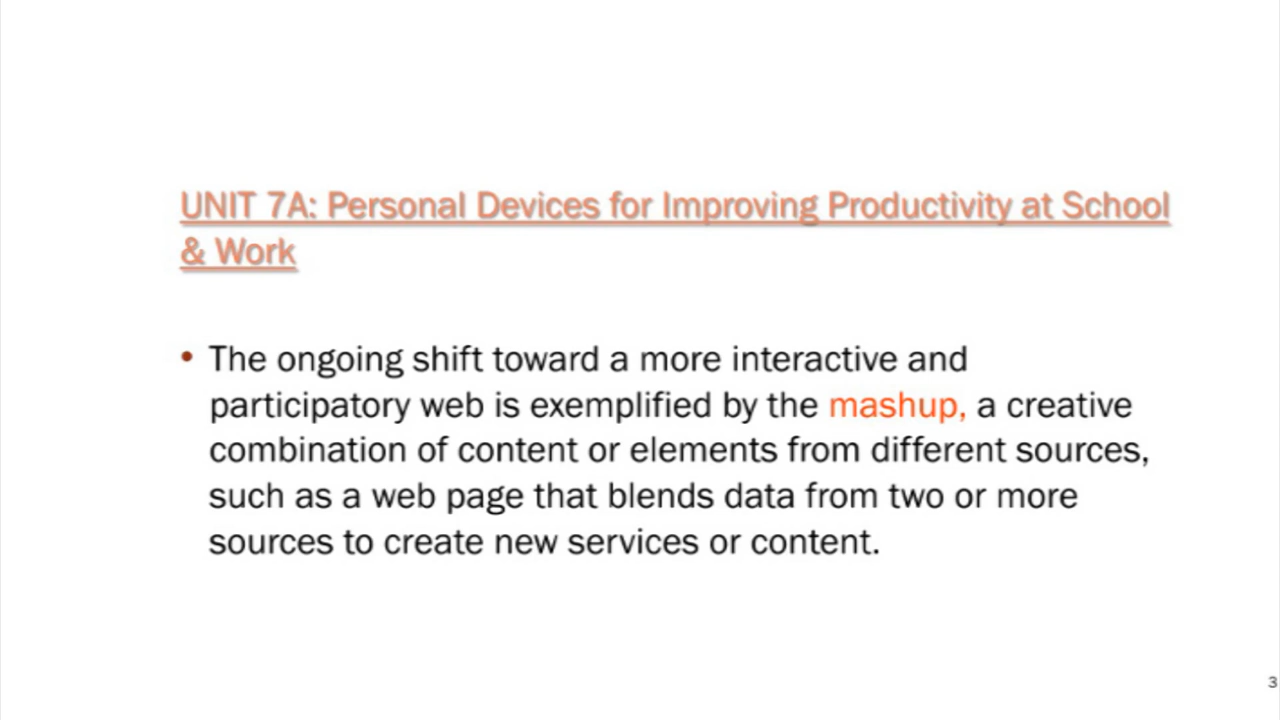 UNIT 7A: Personal Devices for Improving Productivity at School
& Work
• The ongoing shift toward a more interactive and
participatory web is exemplified by the mashup, a creative
combination of content or elements from different sources,
such as a web page that blends data from two or more
sources to create new services or content.
3